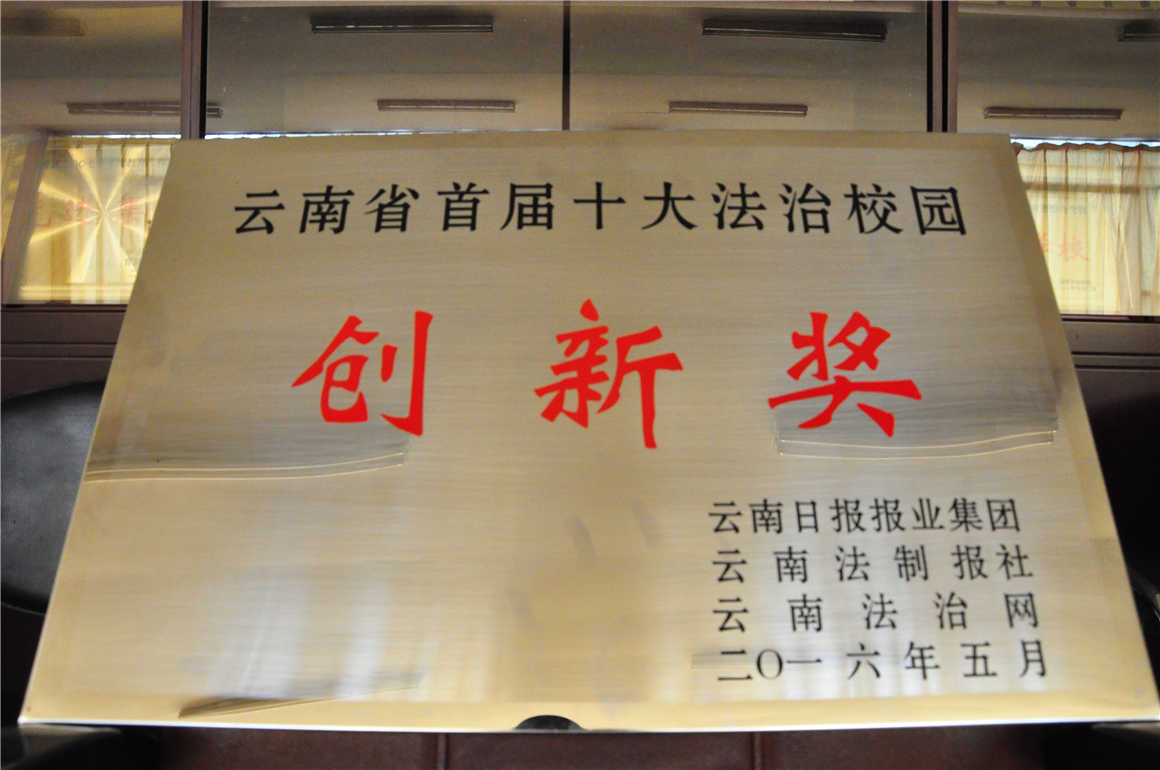 云南省首届十大法治校园
创新奖
云南日报报业集团
云南法制报社
云南法治网
二〇一六年五月